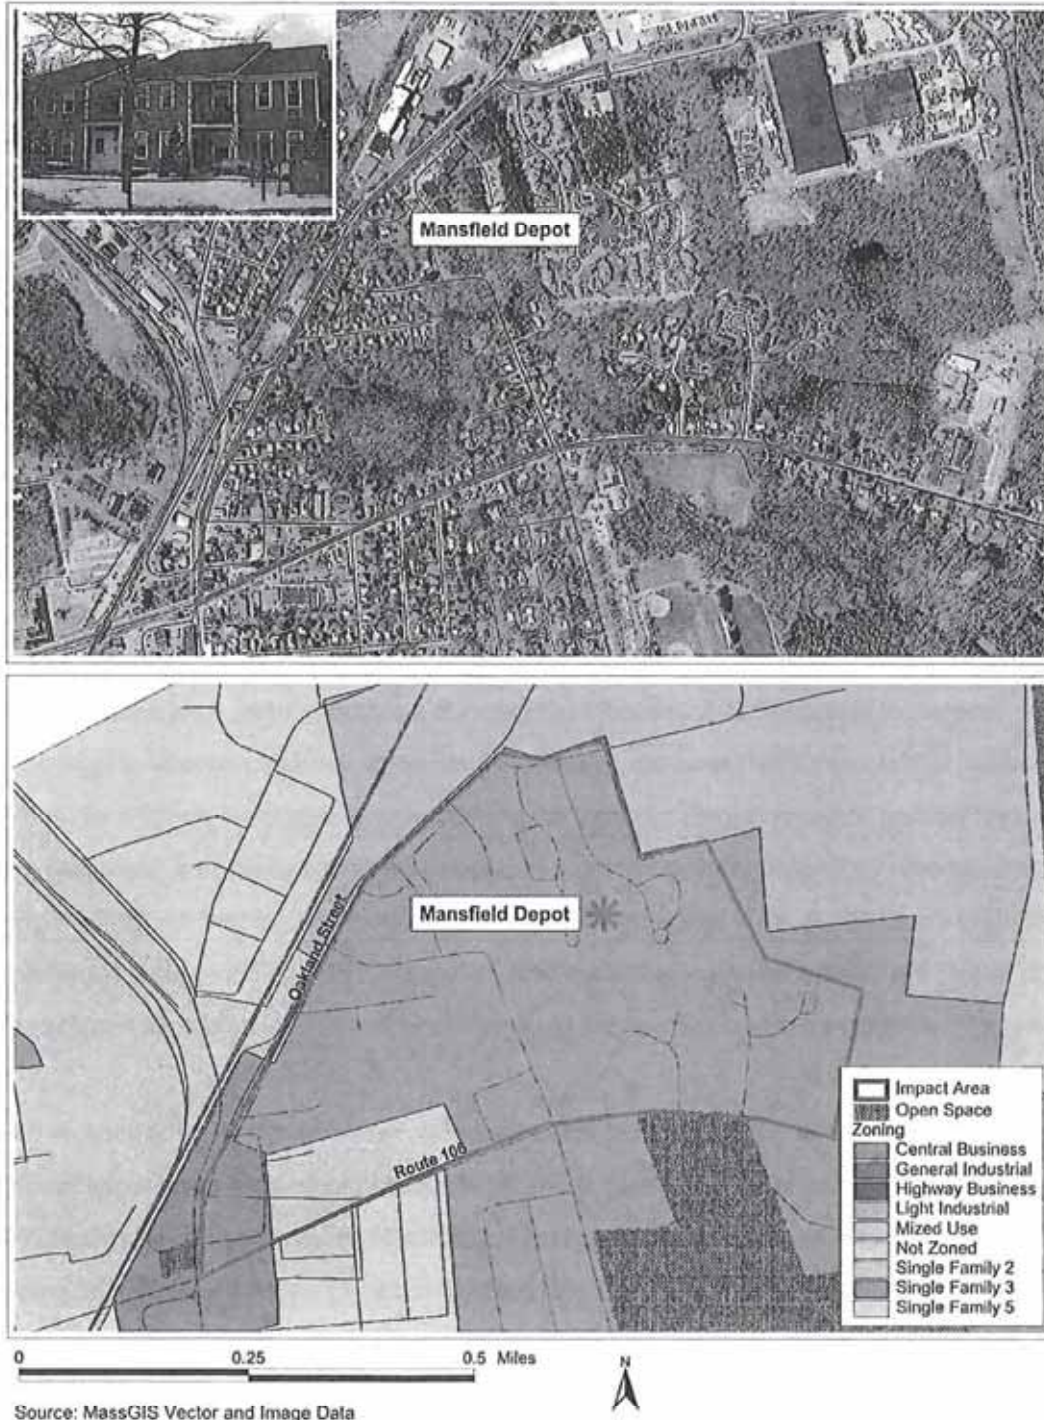 Mansfield Depot
Oakland Street
Mansfield Depot
Route 106
Impact Area
Open Space
Zoning
Central Business
General Industrial
Highway Business
Light Industrial
Mized Use
Not Zoned
Single Family 2
Single Family 3
Single Family 5
0 0.25 0.5 Miles
N
Source: MassGIS Vector and Image Data